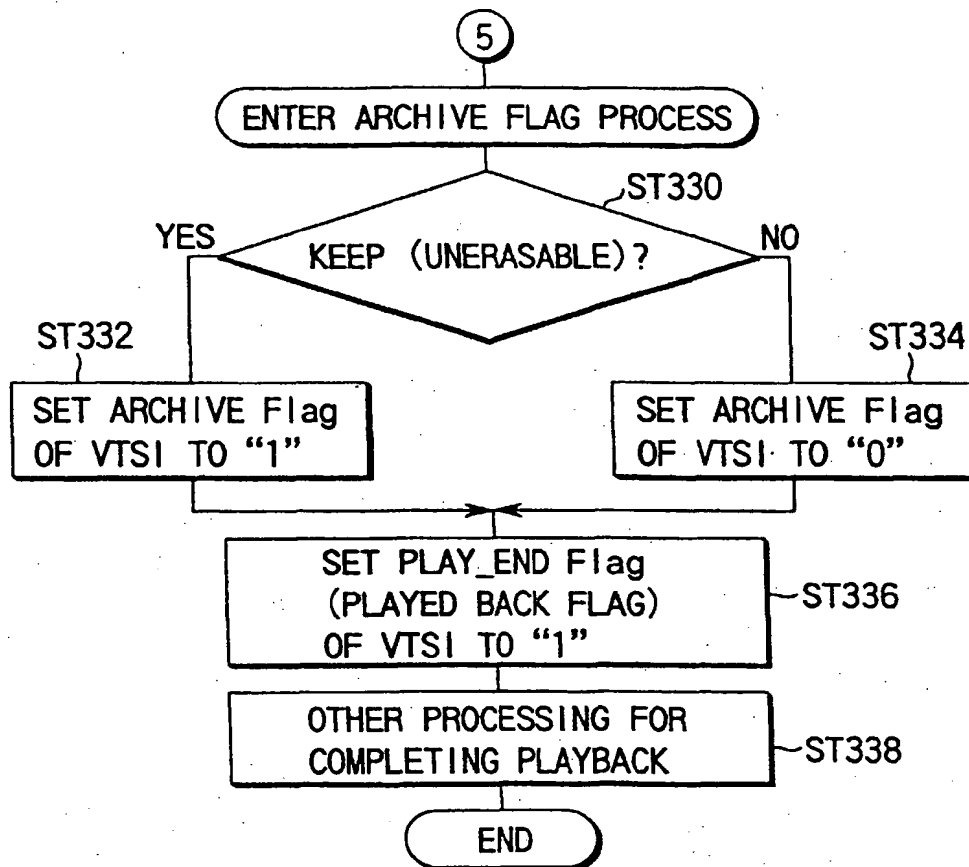 5
ENTER ARCHIVE FLAG PROCESS
ST330
YES
KEEP (UNERASABLE)?
NO
ST332
ST334
SET ARCHIVE Flag
OF VTSI TO “1”
SET ARCHIVE Flag
OF VTSI TO “0”
SET PLAY_END Flag
(PLAYED BACK FLAG)
OF VTSI TO “1”
ST336
OTHER PROCESSING FOR
COMPLETING PLAYBACK
ST338
END